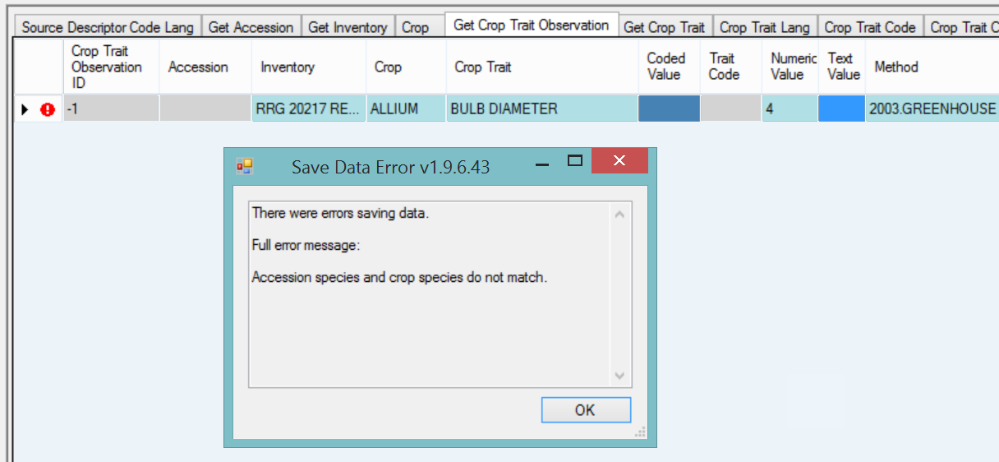 Source Descriptor Code Lang Get Accession Get Inventory Crop Get Crop Trait Observation Get Crop Trait Crop Trait Lang Crop Trait Code Crop Trait C
Crop Trait Observation ID Accession Inventory Crop Crop Trait Coded Value Trait Code Numeric Value Text Value Method
-1 RRG 20217 RE... ALLIUM BULB DIAMETER 4 2003.GREENHOUSE
Save Data Error v1.9.6.43
There were errors saving data.
Full error message:
Accession species and crop species do not match.
OK